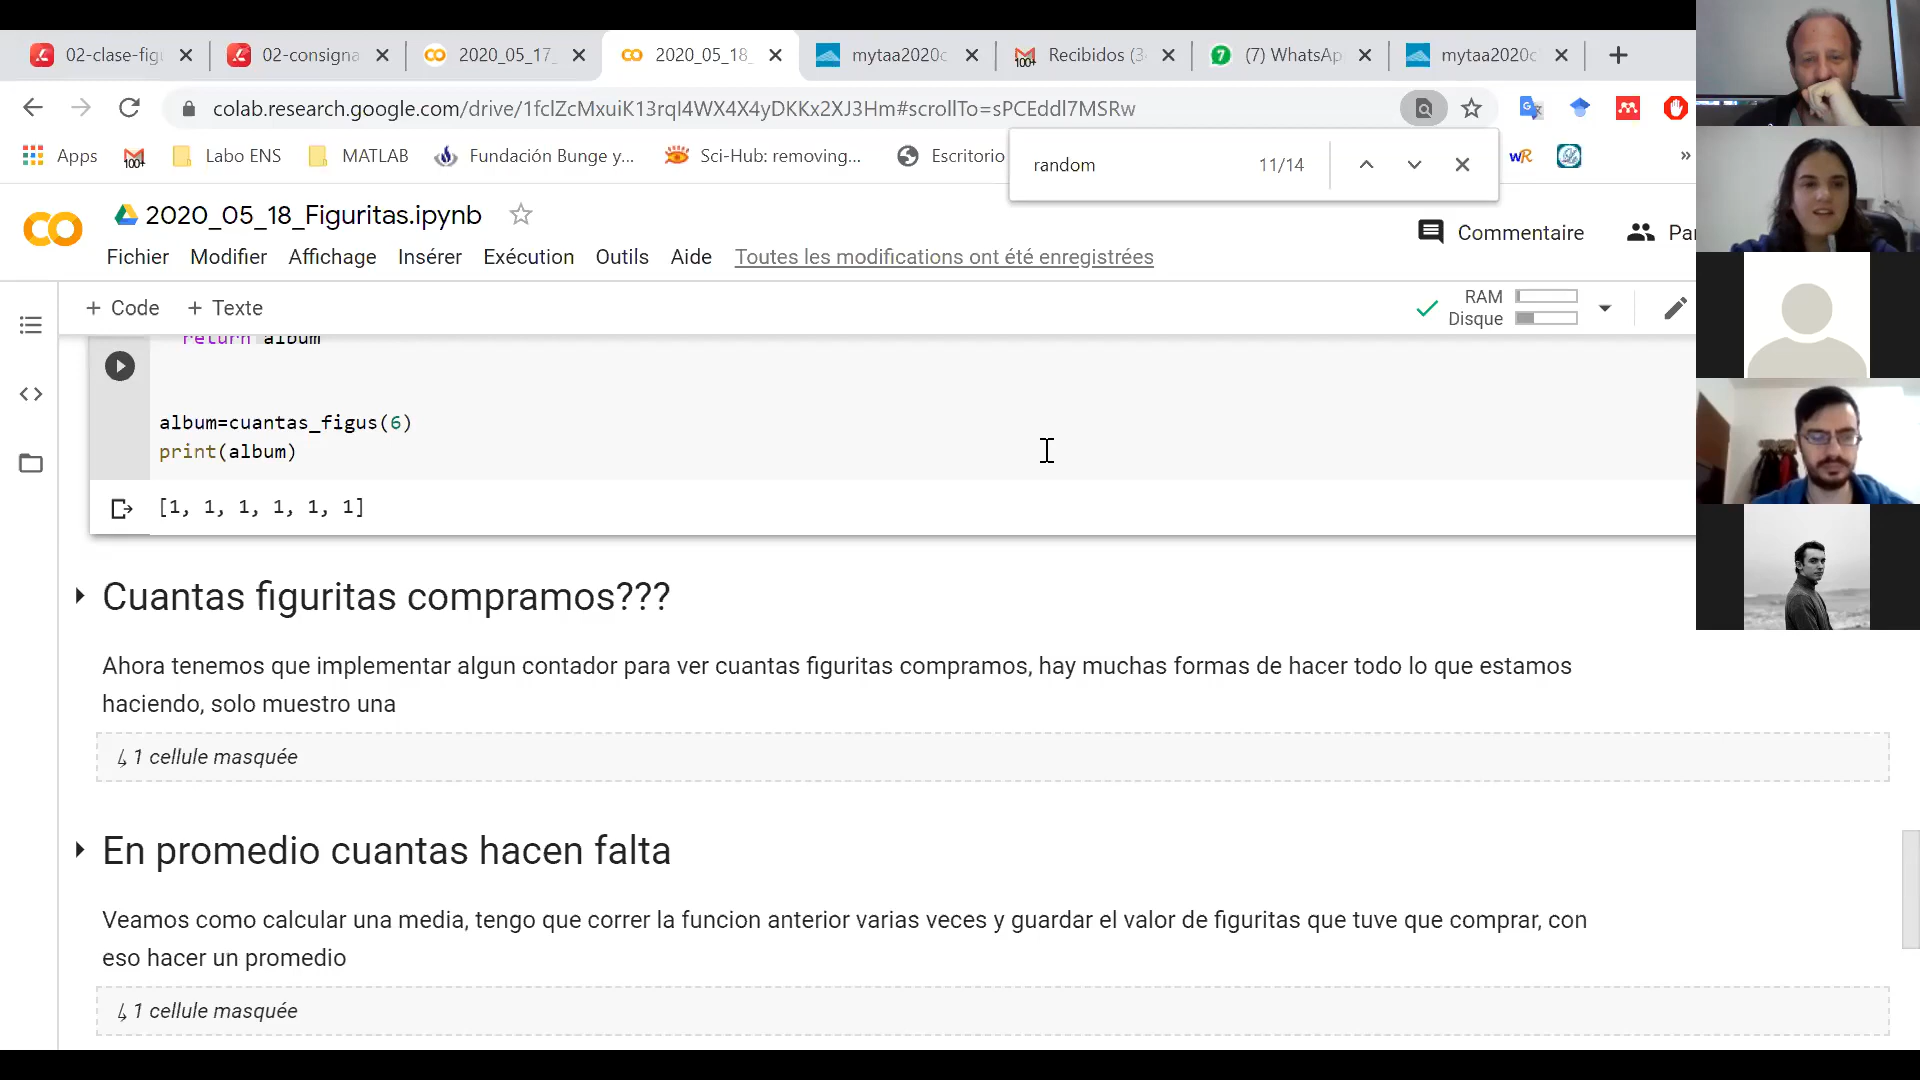 02-clase-fig
02-consigna
2020_05_17_
2020_05_18_
mytaa2020c
Recibidos (3
(7) WhatsAp
mytaa2020c
colab.research.google.com/drive/1fclZcMxuiK13rqI4WX4X4yDKKx2XJ3Hm#scrollTo=sPCEddl7MSRw
Apps
100+
Labo ENS
MATLAB
Fundación Bunge y...
Sci-Hub: removing...
Escritorio
random
11/14
»
2020_05_18_Figuritas.ipynb
Commentaire
Par
Fichier Modifier Affichage Insérer Exécution Outils Aide Toutes les modifications ont été enregistrées
+ Code + Texte
RAM
Disque
return album
album=cuantas_figus(6)
print(album)
[1, 1, 1, 1, 1, 1]
Cuantas figuritas compramos???
Ahora tenemos que implementar algun contador para ver cuantas figuritas compramos, hay muchas formas de hacer todo lo que estamos
haciendo, solo muestro una
↳ 1 cellule masquée
En promedio cuantas hacen falta
Veamos como calcular una media, tengo que correr la funcion anterior varias veces y guardar el valor de figuritas que tuve que comprar, con
eso hacer un promedio
↳ 1 cellule masquée